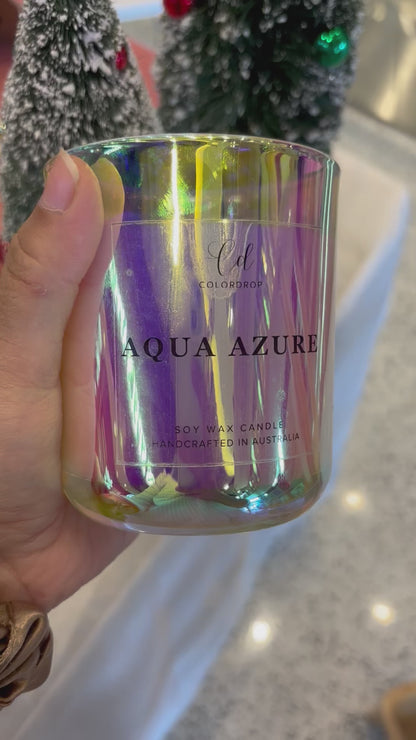 Cd
COLORDROP
AQUA AZURE
SOY WAX CANDLE
HANDCRAFTED IN AUSTRALIA